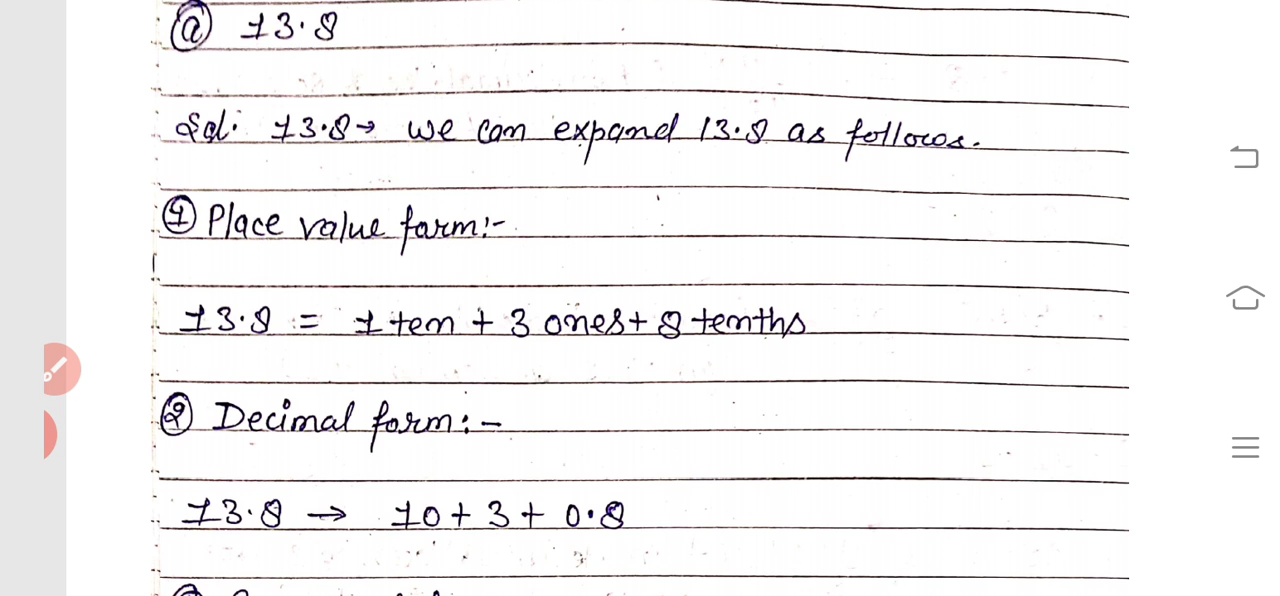 (a) 13.8
Sol. 13.8→ we can expand 13.8 as follows.
① Place value form:-
13.8 = 1 ten + 3 ones + 8 tenths
② Decimal form:-
13.8 → 10 + 3 + 0.8